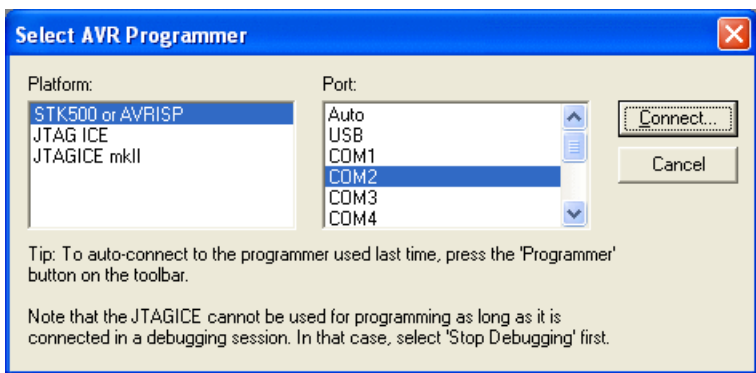 Select AVR Programmer
Platform:
Port:
STK500 or AVRISP
JTAG ICE
JTAGICE mkII
Auto
USB
COM1
COM2
COM3
COM4
Connect...
Cancel
Tip: To auto-connect to the programmer used last time, press the 'Programmer'
button on the toolbar.
Note that the JTAGICE cannot be used for programming as long as it is
connected in a debugging session. In that case, select 'Stop Debugging' first.